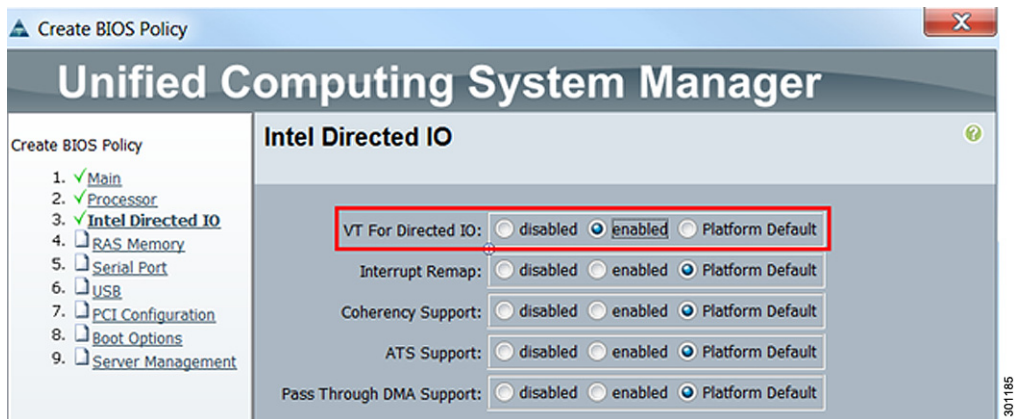 Create BIOS Policy
X
Unified Computing System Manager
Create BIOS Policy
1. Main
2. Processor
3. Intel Directed IO
4. RAS Memory
5. Serial Port
6. USB
7. PCI Configuration
8. Boot Options
9. Server Management
Intel Directed IO
?
VT For Directed IO: disabled enabled Platform Default
Interrupt Remap: disabled enabled Platform Default
Coherency Support: disabled enabled Platform Default
ATS Support: disabled enabled Platform Default
Pass Through DMA Support: disabled enabled Platform Default
301185